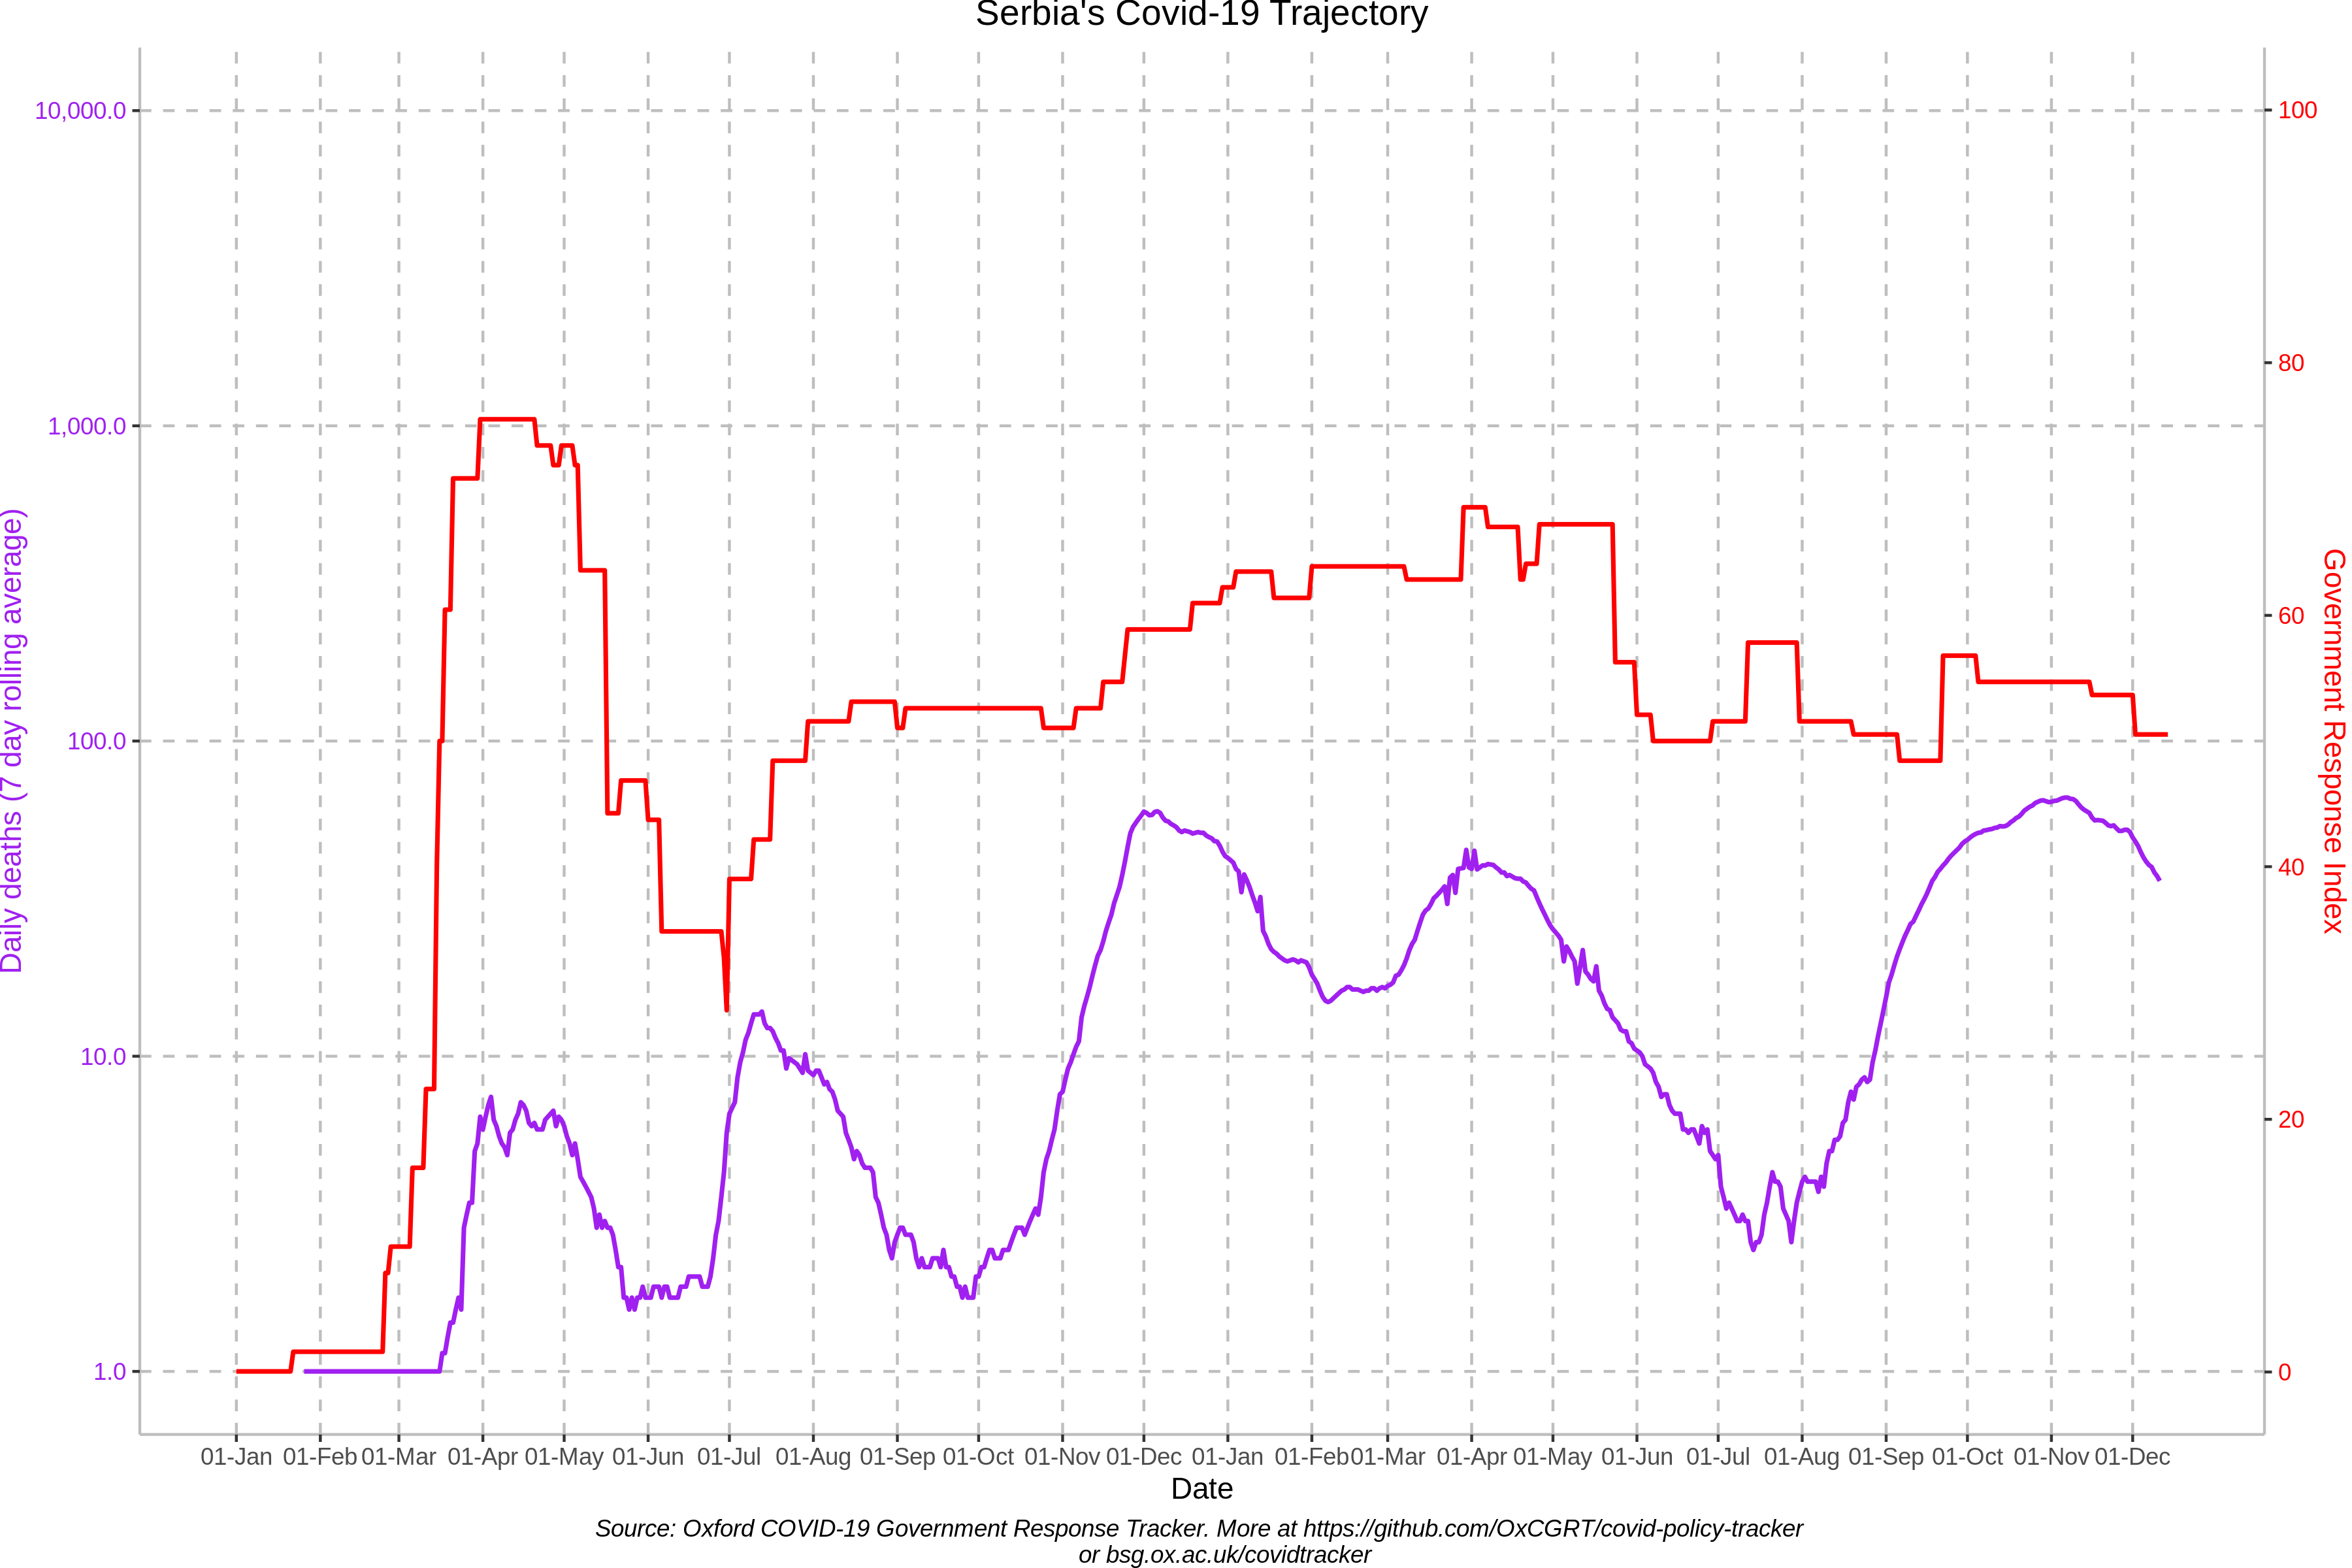 Serbia's Covid-19 Trajectory
10,000.0
1,000.0
100.0
10.0
1.0
Daily deaths (7 day rolling average)
100
80
60
40
20
0
Government Response Index
01-Jan 01-Feb 01-Mar 01-Apr 01-May 01-Jun 01-Jul 01-Aug 01-Sep 01-Oct 01-Nov 01-Dec 01-Jan 01-Feb 01-Mar 01-Apr 01-May 01-Jun 01-Jul 01-Aug 01-Sep 01-Oct 01-Nov 01-Dec
Date
Source: Oxford COVID-19 Government Response Tracker. More at https://github.com/OxCGRT/covid-policy-tracker
or bsg.ox.ac.uk/covidtracker